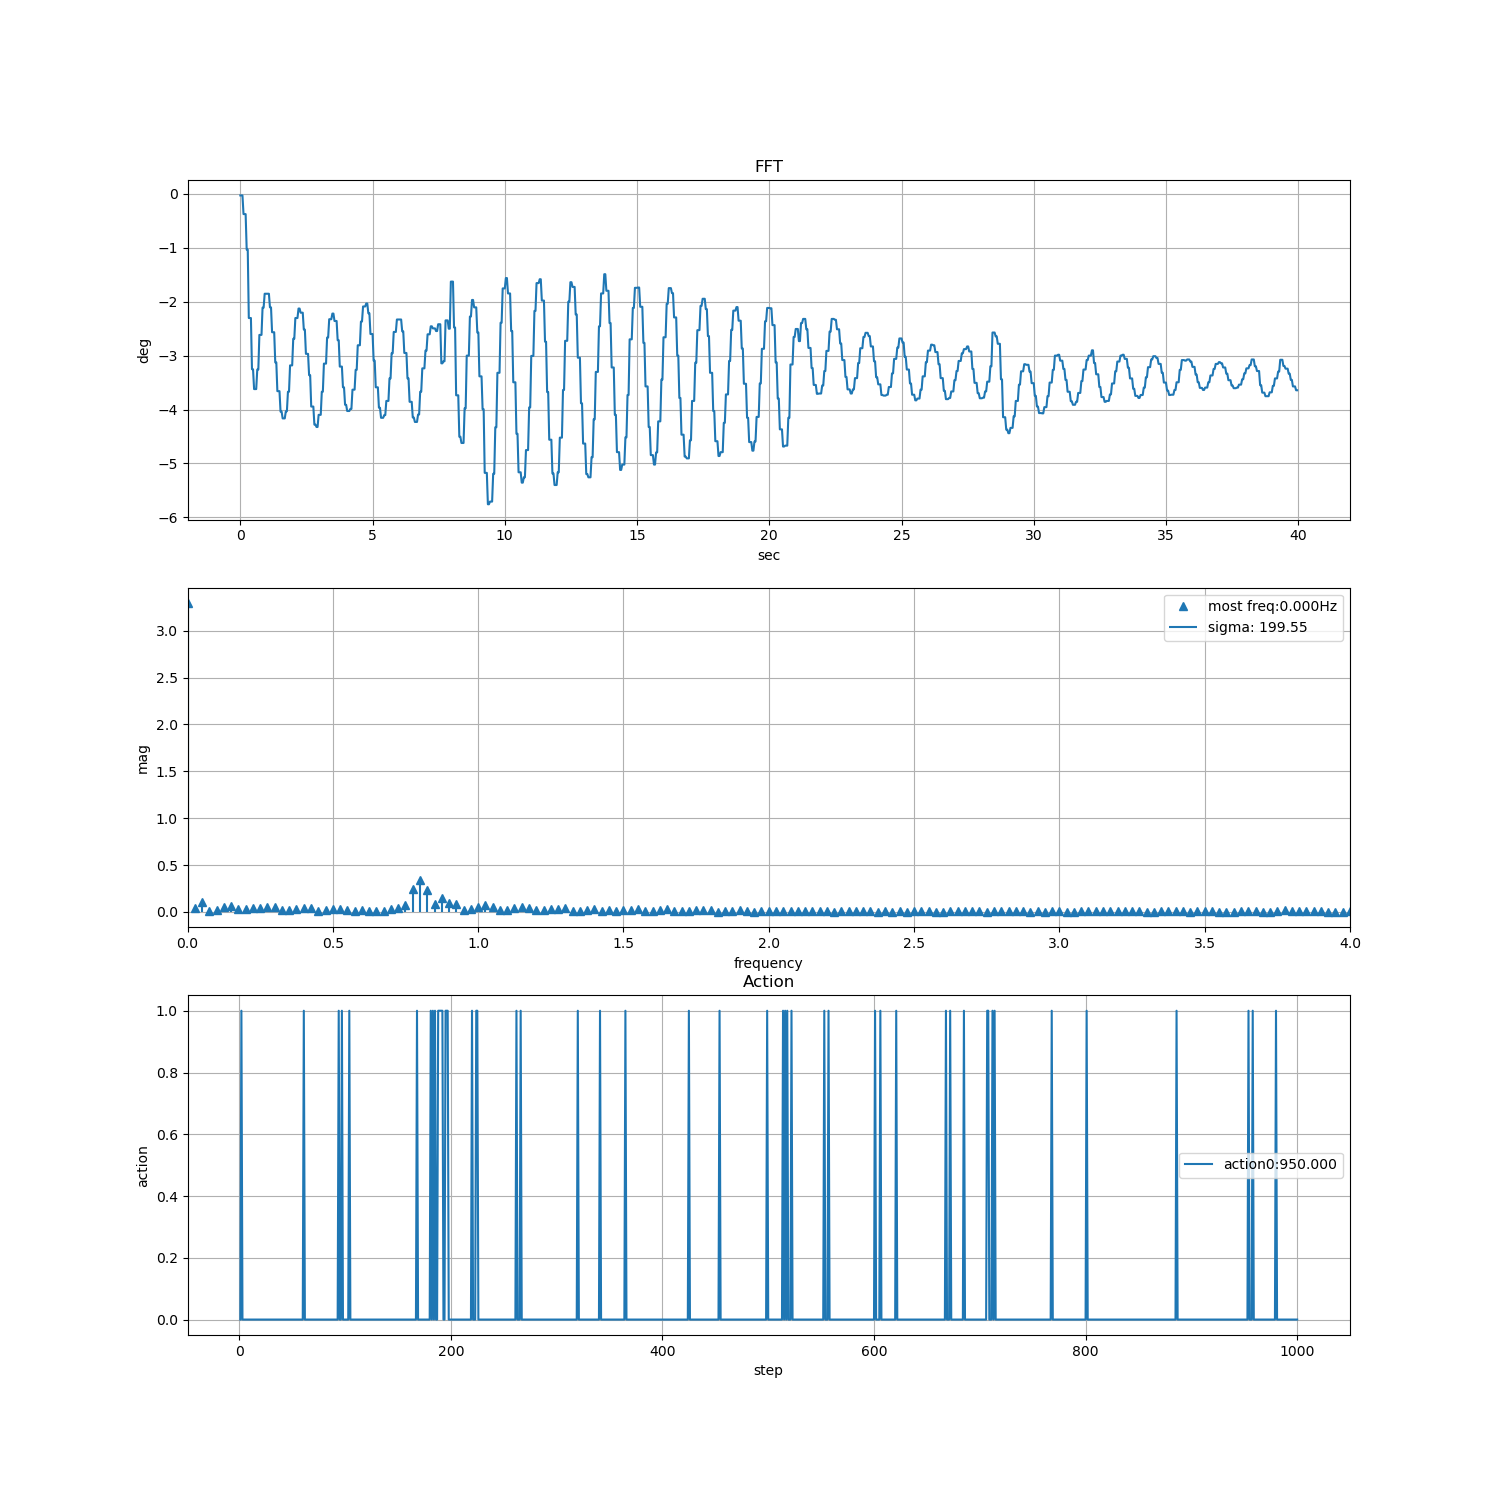 FFT
0
−1
−2
−3
−4
−5
−6
deg
0 5 10 15 20 25 30 35 40
sec
most freq:0.000Hz
sigma: 199.55
3.0
2.5
2.0
1.5
1.0
0.5
0.0
mag
0.0 0.5 1.0 1.5 2.0 2.5 3.0 3.5 4.0
frequency
Action
1.0
0.8
0.6
0.4
0.2
0.0
action
action0:950.000
0 200 400 600 800 1000
step